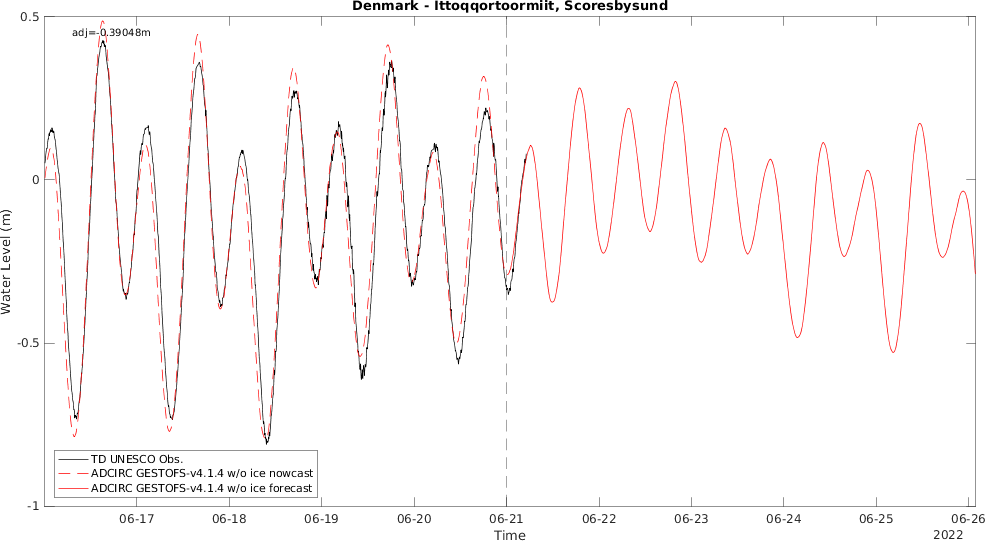 Denmark - Ittoqqortoormiit, Scoresbysund
adj=-0.39048m
0.5
0
-0.5
-1
Water Level (m)
TD UNESCO Obs.
ADCIRC GESTOFS-v4.1.4 w/o ice nowcast
ADCIRC GESTOFS-v4.1.4 w/o ice forecast
06-17 06-18 06-19 06-20 06-21 06-22 06-23 06-24 06-25 06-26
Time
2022